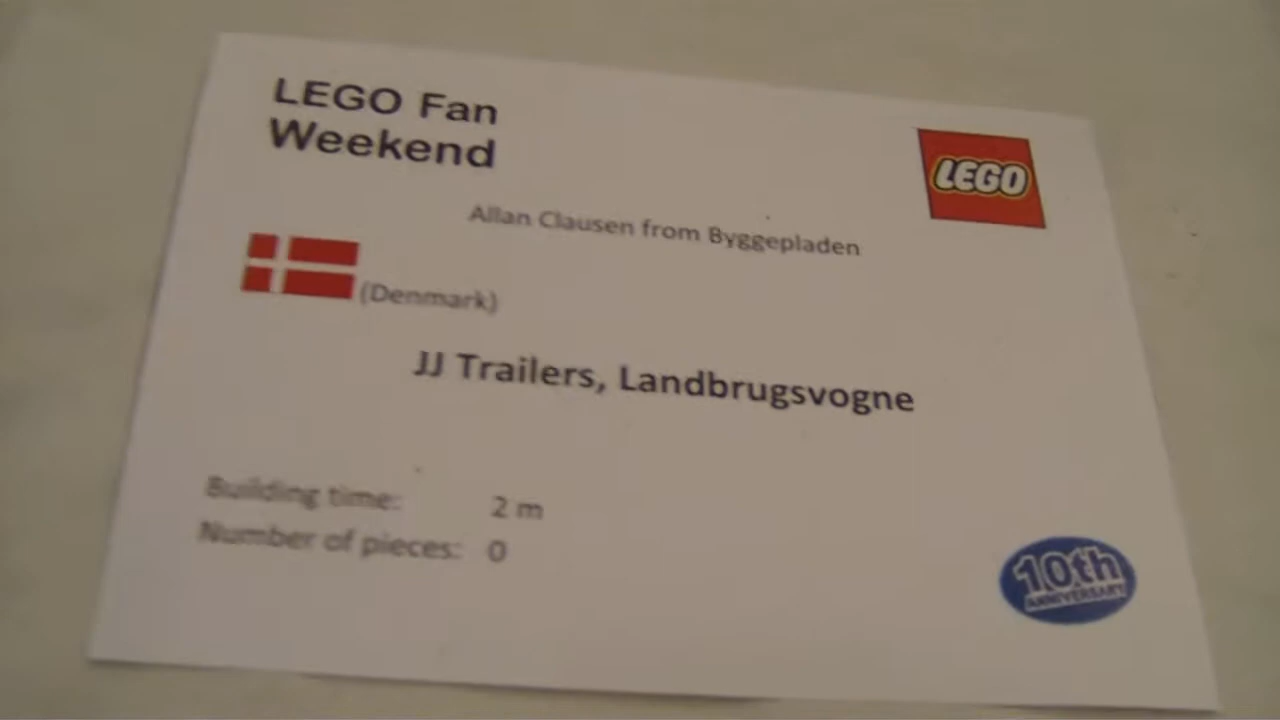 LEGO Fan
Weekend
LEGO
Allan Clausen from Byggepladen
(Denmark)
JJ Trailers, Landbrugsvogne
Building time: 2 m
Number of pieces: 0
10th
ANNIVERSARY